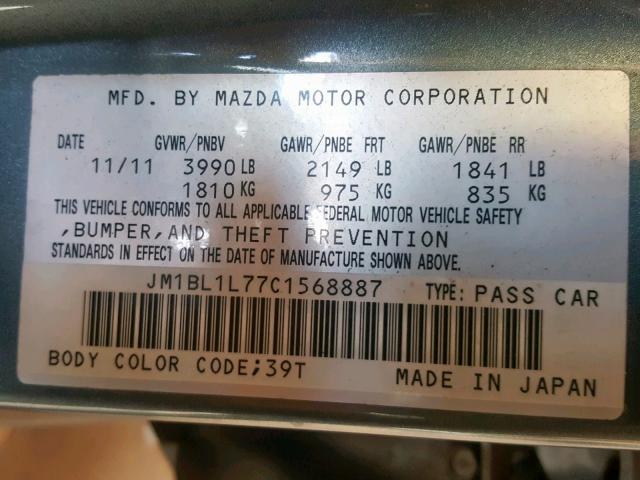 MFD. BY MAZDA MOTOR CORPORATION
DATE GVWR/PNBV GAWR/PNBE FRT GAWR/PNBE RR
11/11 3990 LB 2149 LB 1841 LB
1810 KG 975 KG 835 KG
THIS VEHICLE CONFORMS TO ALL APPLICABLE FEDERAL MOTOR VEHICLE SAFETY
,BUMPER,AND THEFT PREVENTION
STANDARDS IN EFFECT ON THE DATE OF MANUFACTURE SHOWN ABOVE.
JM1BL1L77C1568887 TYPE: PASS CAR
BODY COLOR CODE;39T MADE IN JAPAN